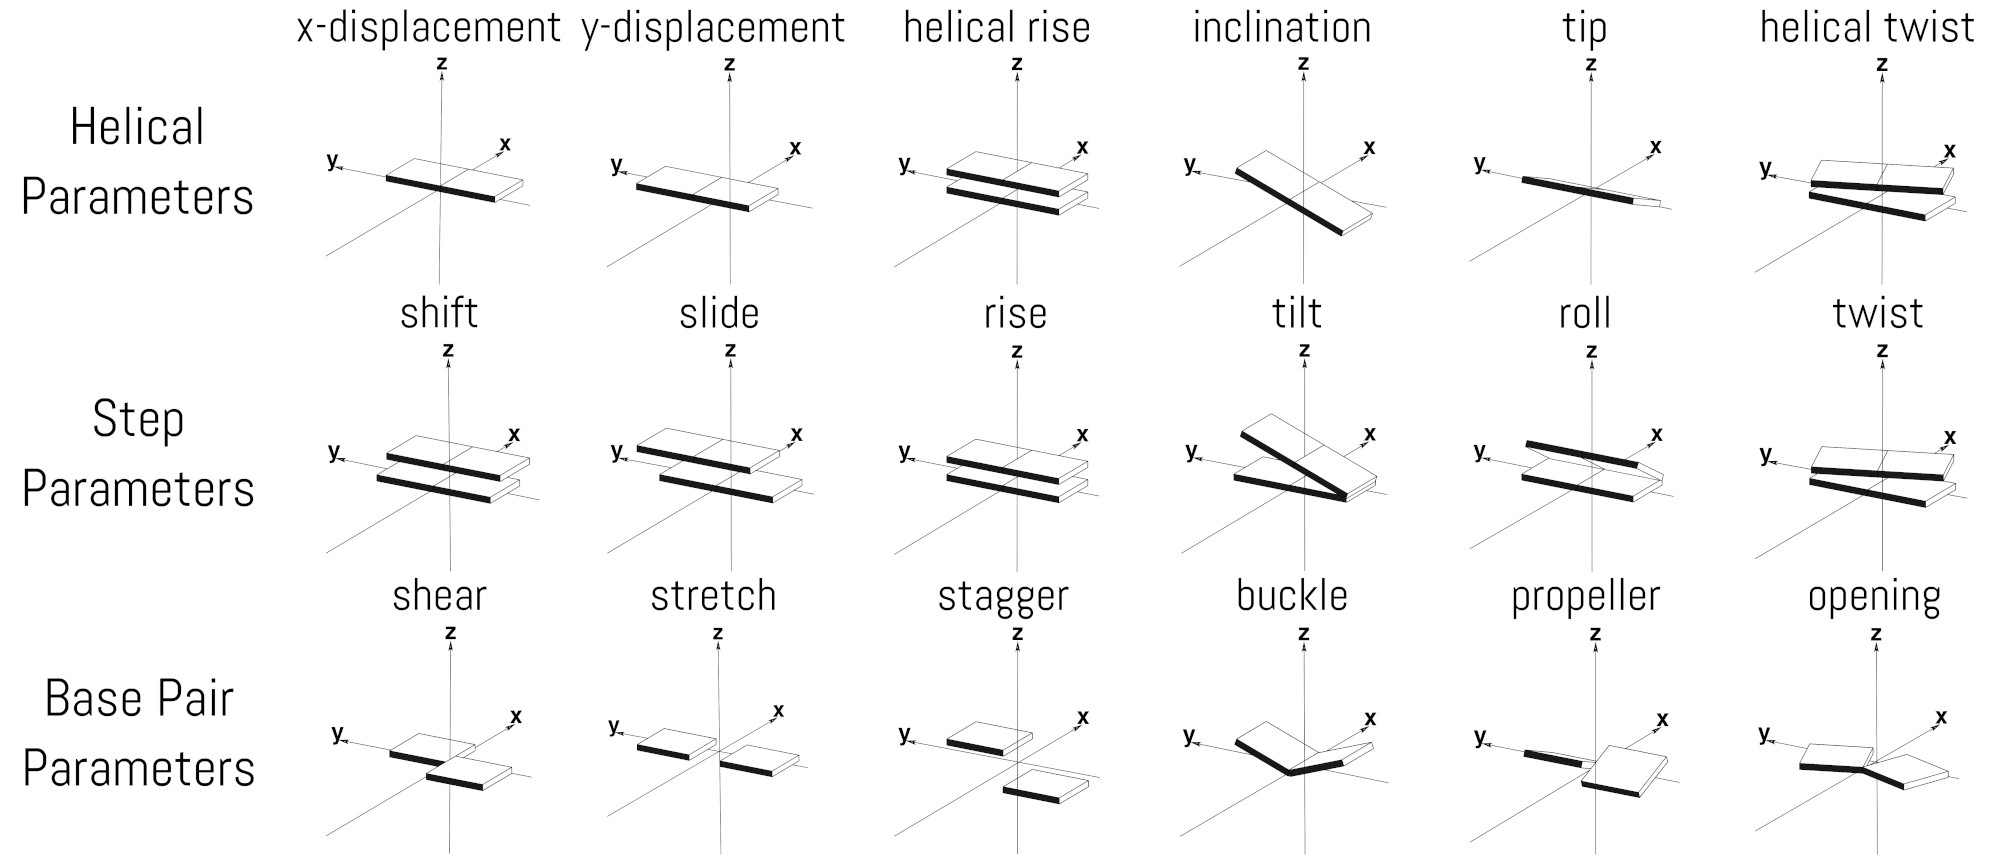 x-displacement y-displacement helical rise inclination tip helical twist
z z z z z z
Helical
Parameters
y x y x y x y x y x y x
shift slide rise tilt roll twist
z z z z z z
Step
Parameters
y x y x y x y x y x y x
shear stretch stagger buckle propeller opening
z z z z z z
Base Pair
Parameters
y x y x y x y x y x y x